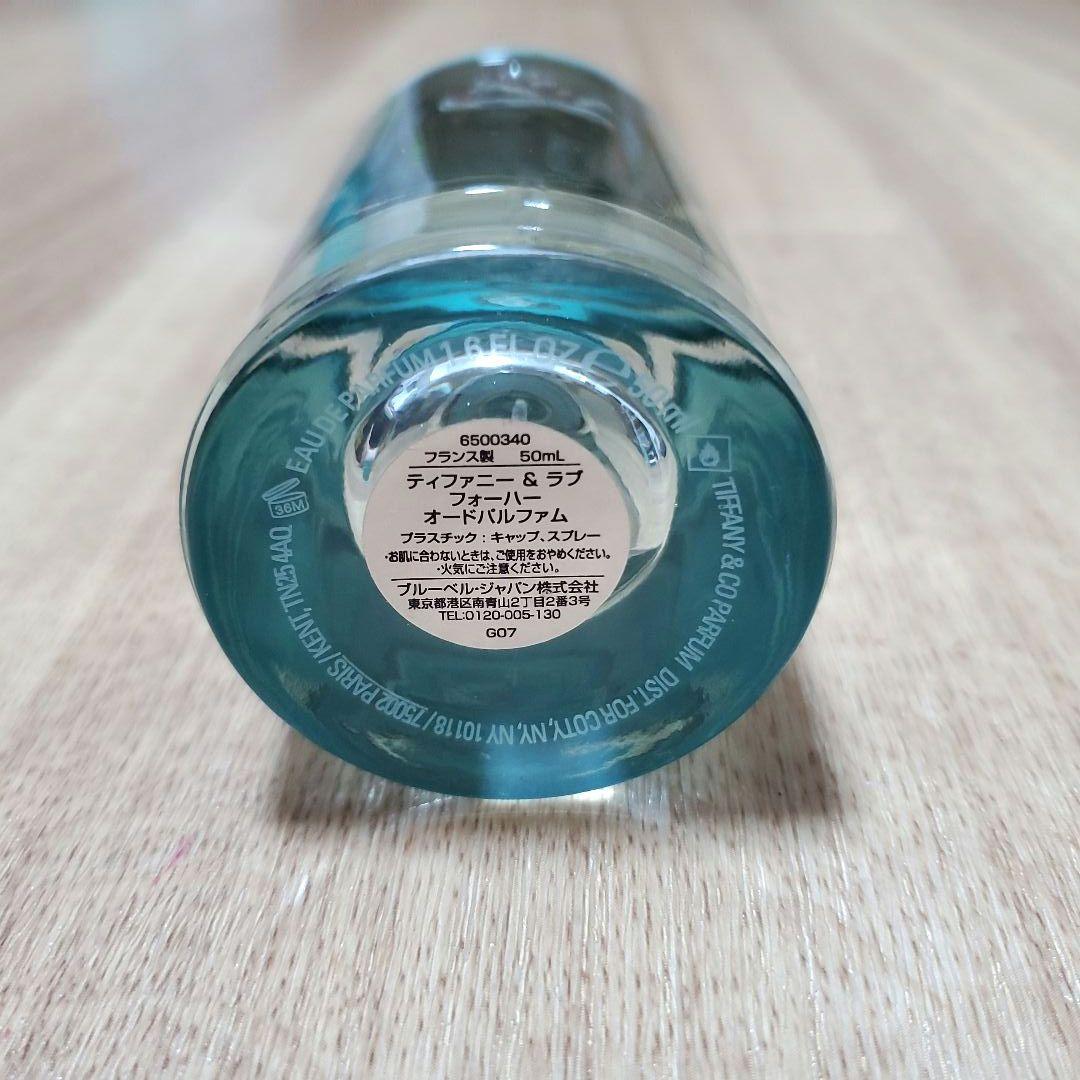 6500340
フランス製 50mL
ティファニー & ラブ
フォーハー
オードパルファム
プラスチック : キャップ、スプレー
・お肌に合わないときは、ご使用をおやめください。
・火気にご注意ください。
ブルーベル・ジャパン株式会社
東京都港区南青山2丁目2番3号
TEL:0120-005-130
G07
EAU DE PARFUM 1.6 FL.OZ. ℮ 50 ml
TIFFANY & CO PARFUM DIST. FOR COTY, NY, NY 10118 / 75002 PARIS / KENT, TN25 4AQ
36M